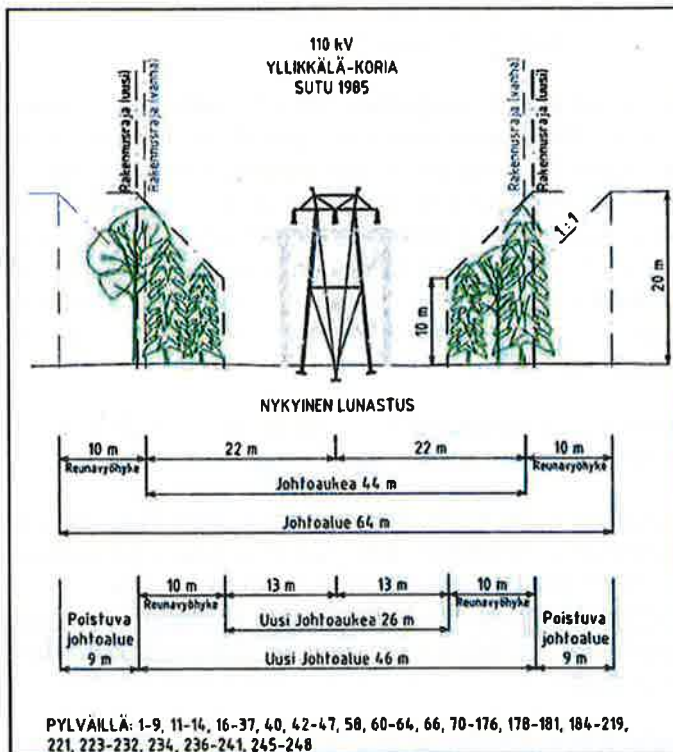 110 kV
YLLIKKÄLÄ-KORIA
SUTU 1985
Rakennusraja (uusi)
Rakennusraja (vanha)
Rakennusraja (vanha)
Rakennusraja (uusi)
1:1
20 m
10 m
NYKYINEN LUNASTUS
10 m 22 m 22 m 10 m
Reunavyöhyke Reunavyöhyke
Johtoaukea 44 m
Johtoalue 64 m
10 m 13 m 13 m 10 m
Reunavyöhyke Reunavyöhyke
Poistuva johtoalue 9 m
Uusi Johtoaukea 26 m
Poistuva johtoalue 9 m
Uusi Johtoalue 46 m
PYLVÄILLÄ: 1-9, 11-14, 16-37, 40, 42-47, 58, 60-64, 66, 70-176, 178-181, 184-219,
221, 223-232, 234, 236-241, 245-248